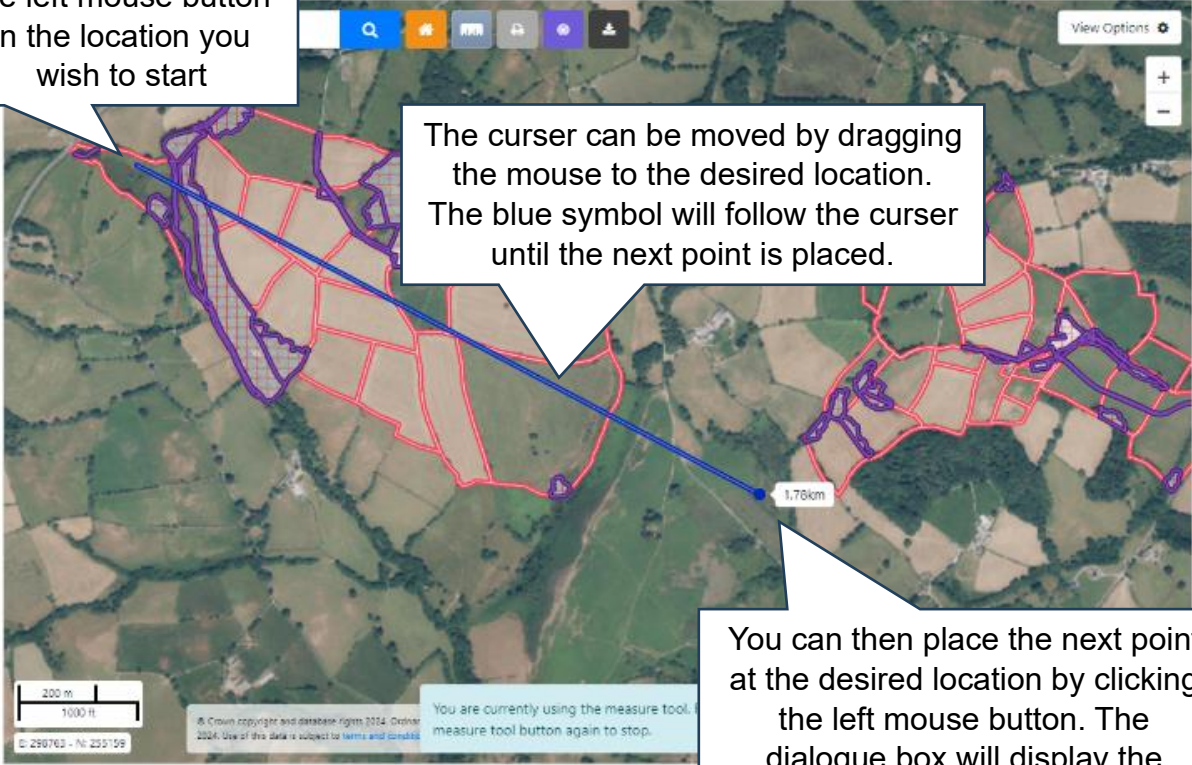 e left mouse button
n the location you
wish to start
View Options
+
−
The curser can be moved by dragging
the mouse to the desired location.
The blue symbol will follow the curser
until the next point is placed.
1.78km
You can then place the next point
at the desired location by clicking
the left mouse button. The
dialogue box will display the
200 m
1000 ft
E: 298763 - N: 255159
© Crown copyright and database rights 2024. Ordnan
2024. Use of this data is subject to terms and conditio
You are currently using the measure tool.
measure tool button again to stop.